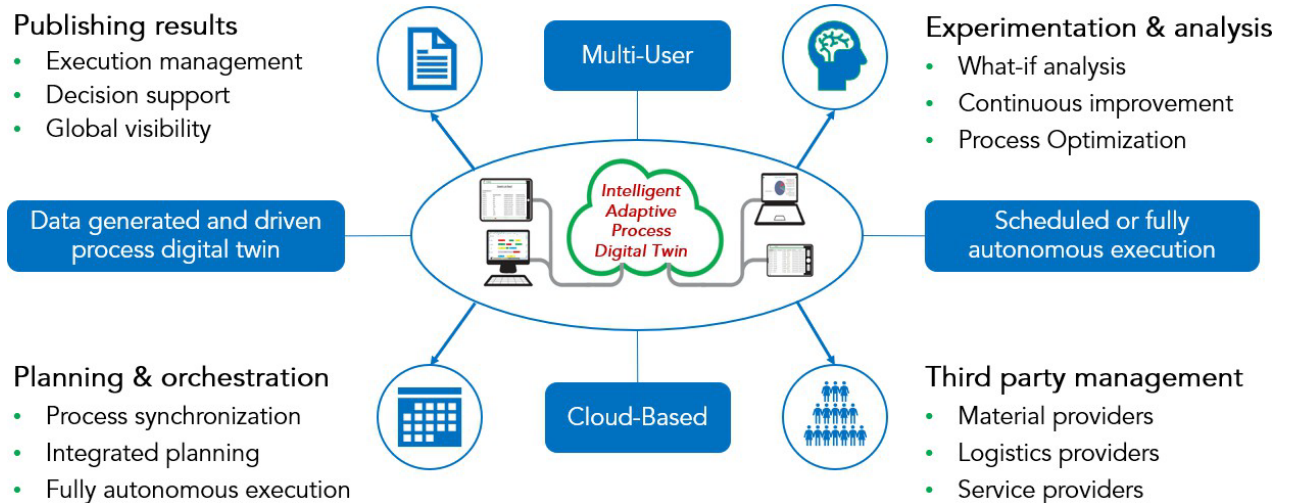 Publishing results
• Execution management
• Decision support
• Global visibility
Multi-User
Experimentation & analysis
• What-if analysis
• Continuous improvement
• Process Optimization
Data generated and driven
process digital twin
Intelligent
Adaptive
Process
Digital Twin
Scheduled or fully
autonomous execution
Planning & orchestration
• Process synchronization
• Integrated planning
• Fully autonomous execution
Cloud-Based
Third party management
• Material providers
• Logistics providers
• Service providers